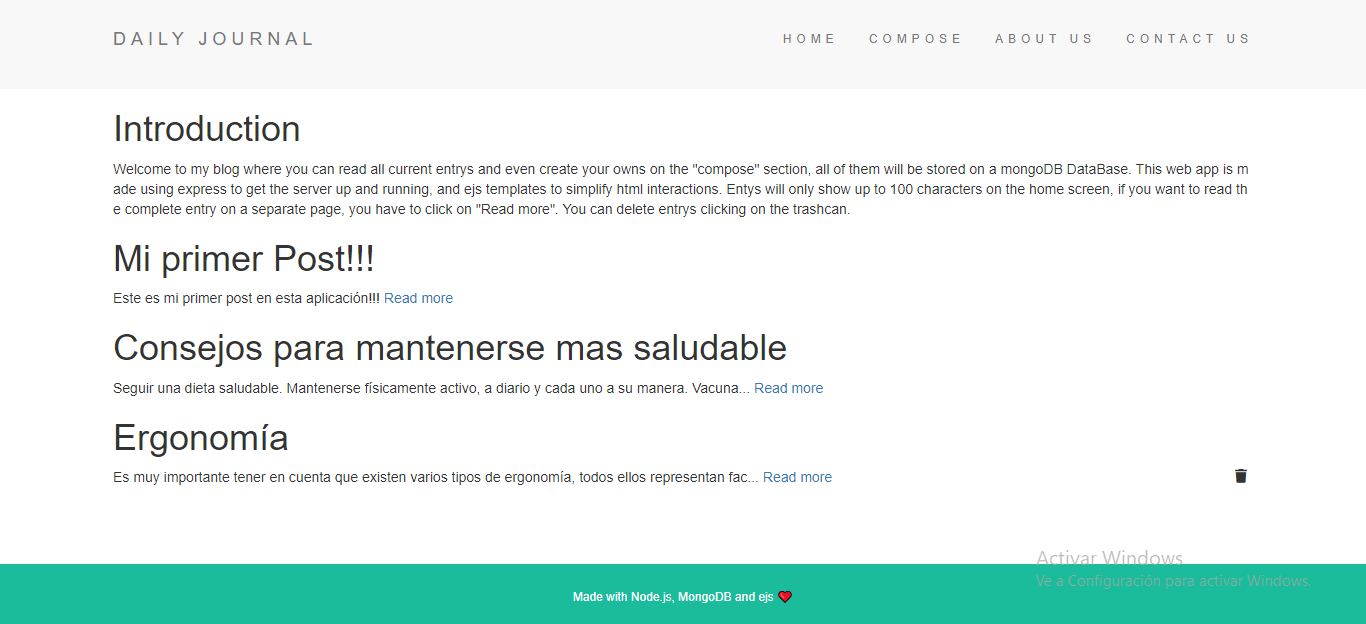 DAILY JOURNAL
HOME COMPOSE ABOUT US CONTACT US
Introduction
Welcome to my blog where you can read all current entrys and even create your owns on the "compose" section, all of them will be stored on a mongoDB DataBase. This web app is m
ade using express to get the server up and running, and ejs templates to simplify html interactions. Entys will only show up to 100 characters on the home screen, if you want to read th
e complete entry on a separate page, you have to click on "Read more". You can delete entrys clicking on the trashcan.
Mi primer Post!!!
Este es mi primer post en esta aplicación!!! Read more
Consejos para mantenerse mas saludable
Seguir una dieta saludable. Mantenerse físicamente activo, a diario y cada uno a su manera. Vacuna... Read more
Ergonomía
Es muy importante tener en cuenta que existen varios tipos de ergonomía, todos ellos representan fac... Read more
Activar Windows
Ve a Configuración para activar Windows.
Made with Node.js, MongoDB and ejs